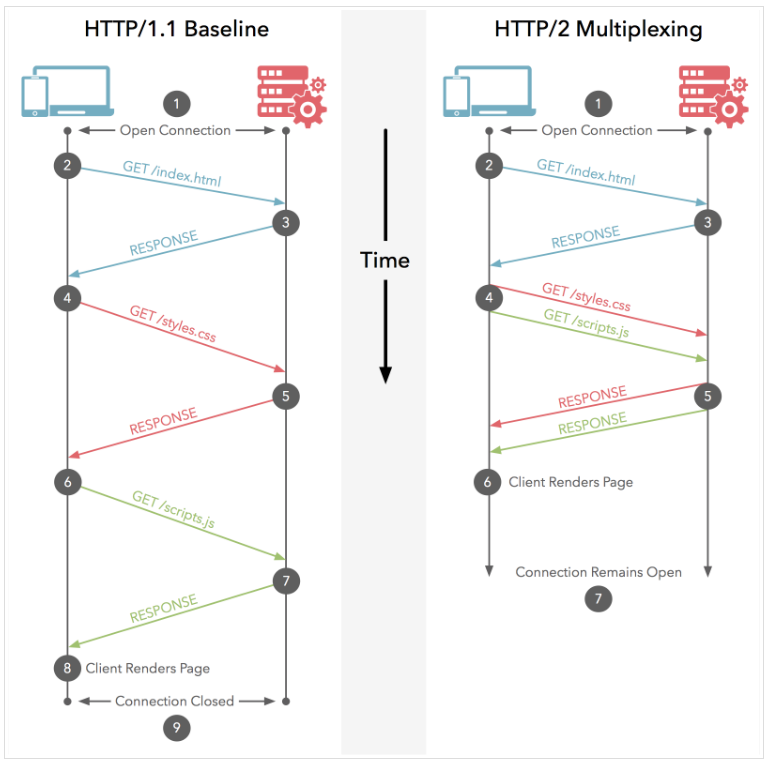 HTTP/1.1 Baseline
1
Open Connection
2
GET /index.html
3
RESPONSE
4
GET /styles.css
5
RESPONSE
6
GET /scripts.js
7
RESPONSE
8
Client Renders Page
Connection Closed
9
Time
HTTP/2 Multiplexing
1
Open Connection
2
GET /index.html
3
RESPONSE
4
GET /styles.css
GET /scripts.js
5
RESPONSE
RESPONSE
6
Client Renders Page
Connection Remains Open
7